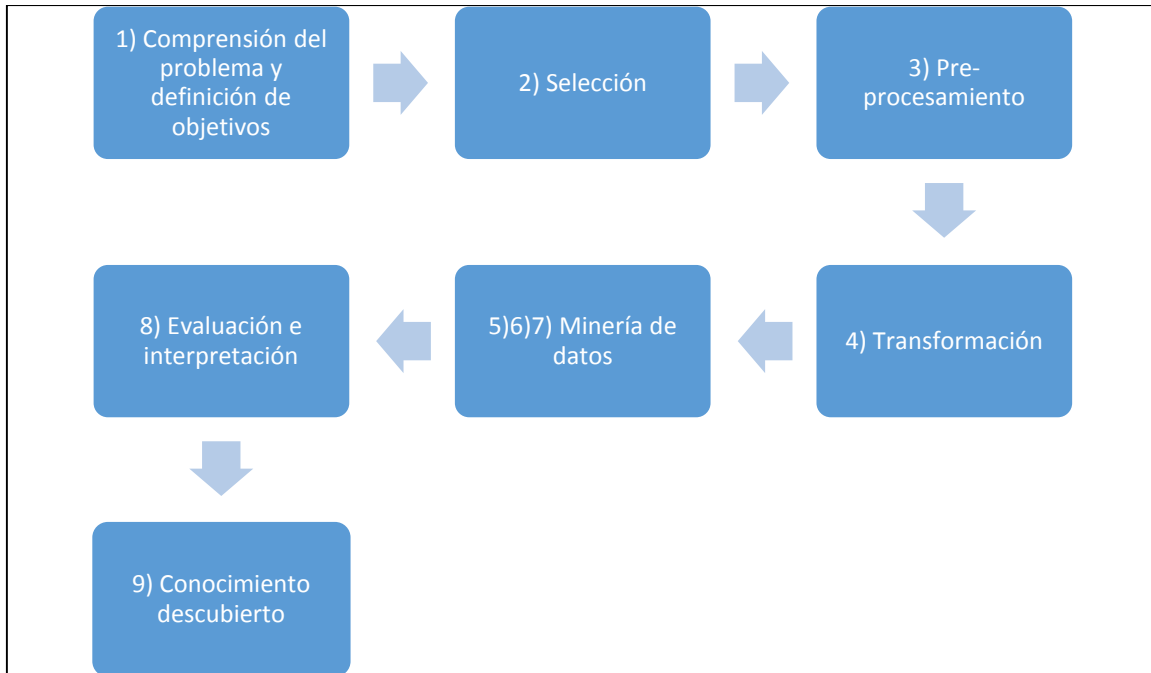 1) Comprensión del
problema y
definición de
objetivos
2) Selección
3) Pre-
procesamiento
4) Transformación
5)6)7) Minería de
datos
8) Evaluación e
interpretación
9) Conocimiento
descubierto